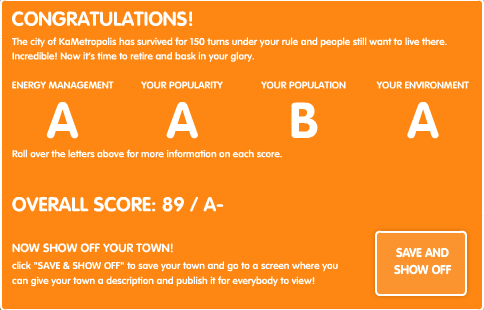 CONGRATULATIONS!
The city of KaMetropolis has survived for 150 turns under your rule and people still want to live there.
Incredible! Now it's time to retire and bask in your glory.
ENERGY MANAGEMENT YOUR POPULARITY YOUR POPULATION YOUR ENVIRONMENT
A A B A
Roll over the letters above for more information on each score.
OVERALL SCORE: 89 / A-
NOW SHOW OFF YOUR TOWN!
click "SAVE & SHOW OFF" to save your town and go to a screen where you
can give your town a description and publish it for everybody to view!
SAVE AND
SHOW OFF